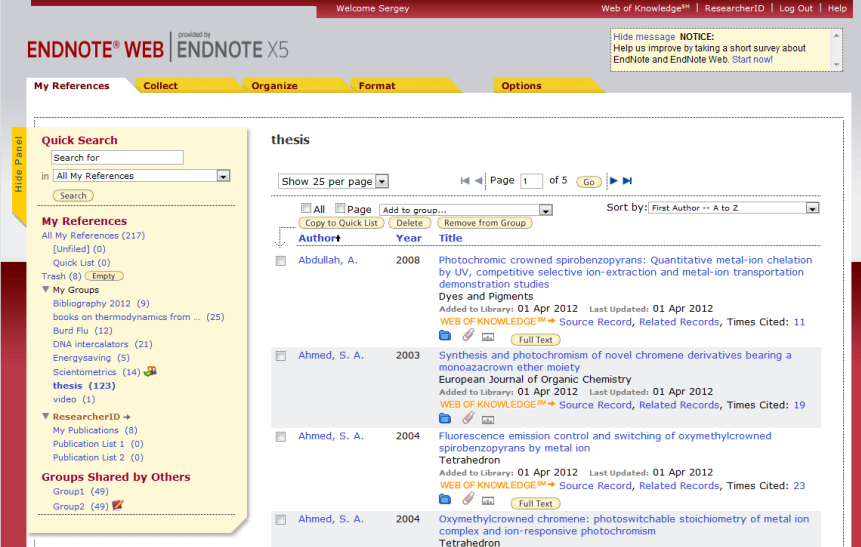 Welcome Sergey
Web of Knowledge℠ | ResearcherID | Log Out | Help
ENDNOTE® WEB | provided by ENDNOTE X5
Hide message NOTICE:
Help us improve by taking a short survey about
EndNote and EndNote Web. Start now!
My References
Collect
Organize
Format
Options
Hide Panel
Quick Search
Search for
in All My References
Search
My References
All My References (217)
[Unfiled] (0)
Quick List (0)
Trash (8) Empty
▼ My Groups
Bibliography 2012 (9)
books on thermodynamics from ... (25)
Burd Flu (12)
DNA intercalators (21)
Energysaving (5)
Scientometrics (14)
thesis (123)
video (1)
▼ ResearcherID →
My Publications (8)
Publication List 1 (0)
Publication List 2 (0)
Groups Shared by Others
Group1 (49)
Group2 (49)
thesis
Show 25 per page
Page 1 of 5 Go
All Page Add to group...
Sort by: First Author -- A to Z
Copy to Quick List Delete Remove from Group
Author Year Title
Abdullah, A. 2008 Photochromic crowned spirobenzopyrans: Quantitative metal-ion chelation
by UV, competitive selective ion-extraction and metal-ion transportation
demonstration studies
Dyes and Pigments
Added to Library: 01 Apr 2012 Last Updated: 01 Apr 2012
WEB OF KNOWLEDGE℠ → Source Record, Related Records, Times Cited: 11
Full Text
Ahmed, S. A. 2003 Synthesis and photochromism of novel chromene derivatives bearing a
monoazacrown ether moiety
European Journal of Organic Chemistry
Added to Library: 01 Apr 2012 Last Updated: 01 Apr 2012
WEB OF KNOWLEDGE℠ → Source Record, Related Records, Times Cited: 19
Ahmed, S. A. 2004 Fluorescence emission control and switching of oxymethylcrowned
spirobenzopyrans by metal ion
Tetrahedron
Added to Library: 01 Apr 2012 Last Updated: 01 Apr 2012
WEB OF KNOWLEDGE℠ → Source Record, Related Records, Times Cited: 23
Full Text
Ahmed, S. A. 2004 Oxymethylcrowned chromene: photoswitchable stoichiometry of metal ion
complex and ion-responsive photochromism
Tetrahedron